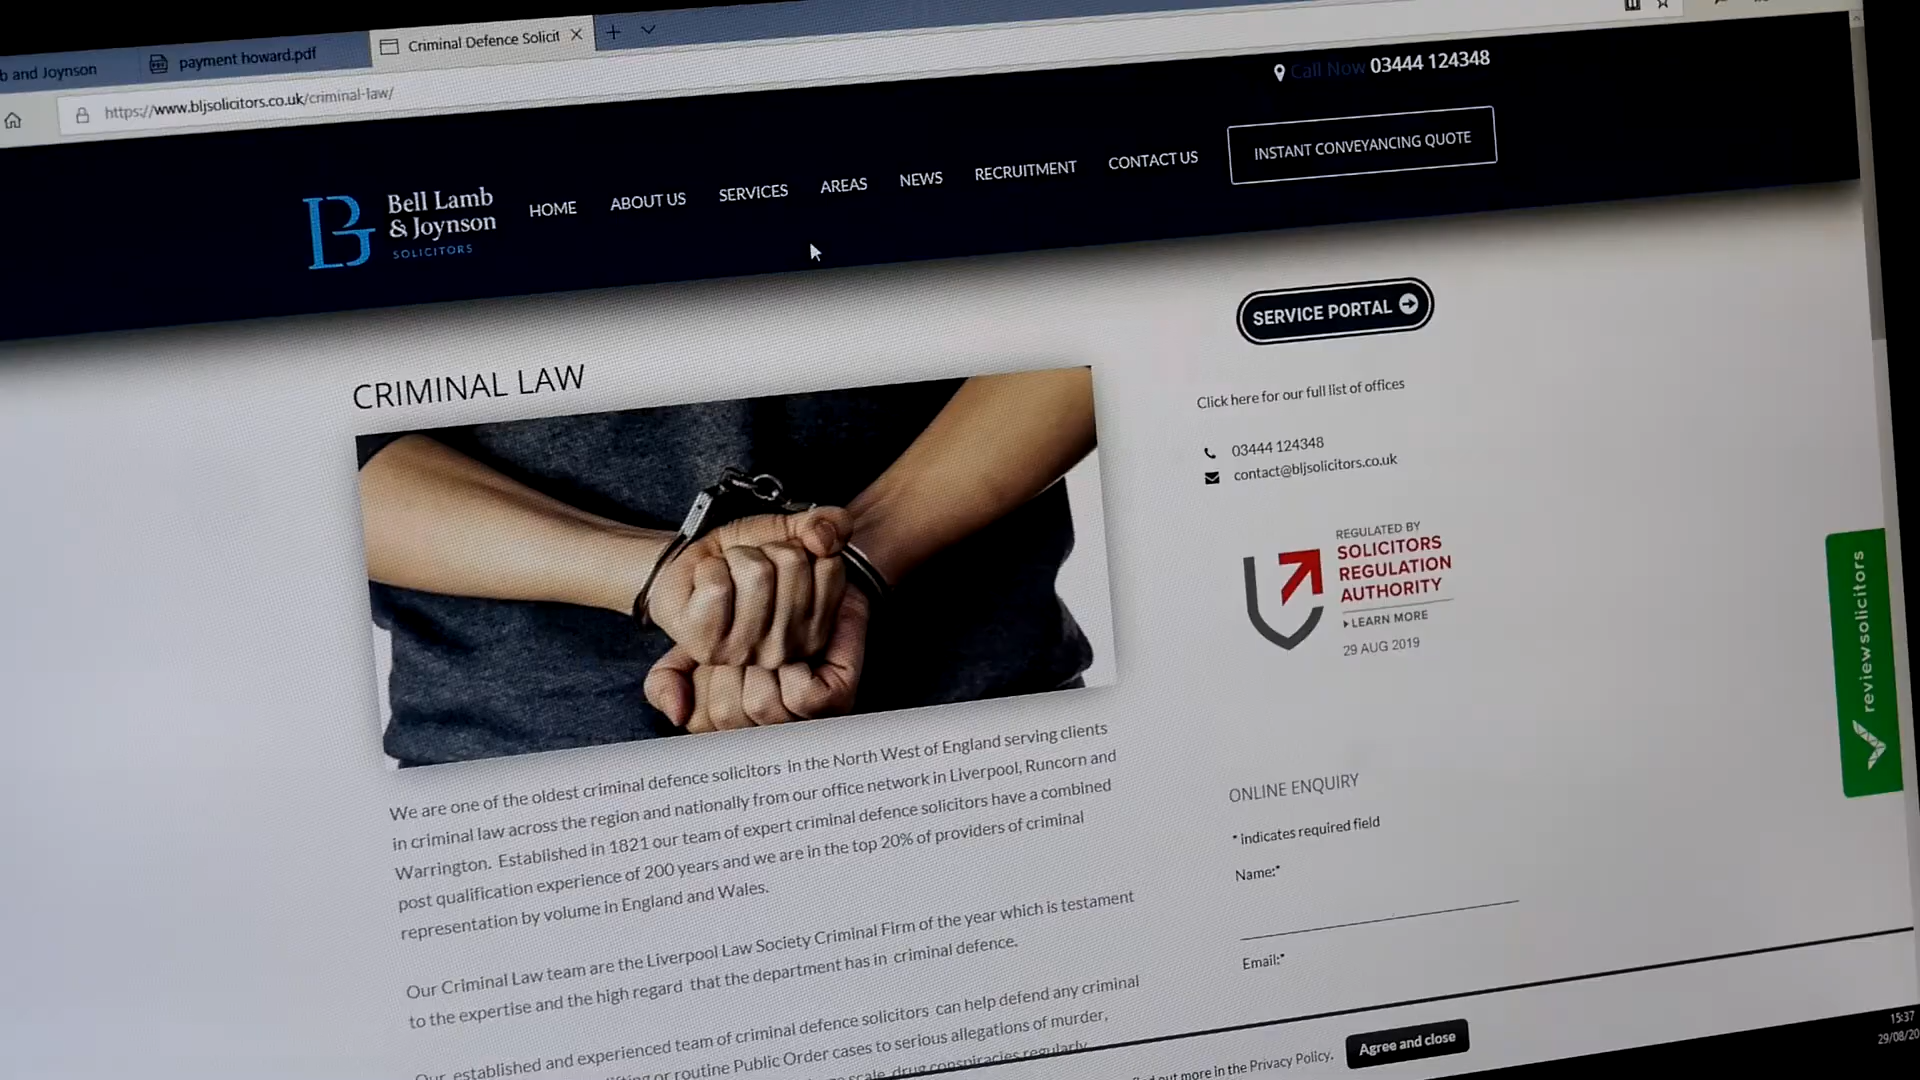 b and Joynson
payment howard.pdf
Criminal Defence Solicit
https://www.bljsolicitors.co.uk/criminal-law/
Call Now 03444 124348
Bell Lamb
& Joynson
SOLICITORS
HOME
ABOUT US
SERVICES
AREAS
NEWS
RECRUITMENT
CONTACT US
INSTANT CONVEYANCING QUOTE
SERVICE PORTAL
CRIMINAL LAW
Click here for our full list of offices
03444 124348
contact@bljsolicitors.co.uk
REGULATED BY
SOLICITORS
REGULATION
AUTHORITY
LEARN MORE
29 AUG 2019
reviewsolicitors
We are one of the oldest criminal defence solicitors in the North West of England serving clients
in criminal law across the region and nationally from our office network in Liverpool, Runcorn and
Warrington. Established in 1821 our team of expert criminal defence solicitors have a combined
post qualification experience of 200 years and we are in the top 20% of providers of criminal
representation by volume in England and Wales.
Our Criminal Law team are the Liverpool Law Society Criminal Firm of the year which is testament
to the expertise and the high regard that the department has in criminal defence.
Our established and experienced team of criminal defence solicitors can help defend any criminal
or routine Public Order cases to serious allegations of murder,
scale drug conspiracies regularly
ONLINE ENQUIRY
* indicates required field
Name:*
Email:*
out more in the Privacy Policy.
Agree and close
15:37
29/08/20